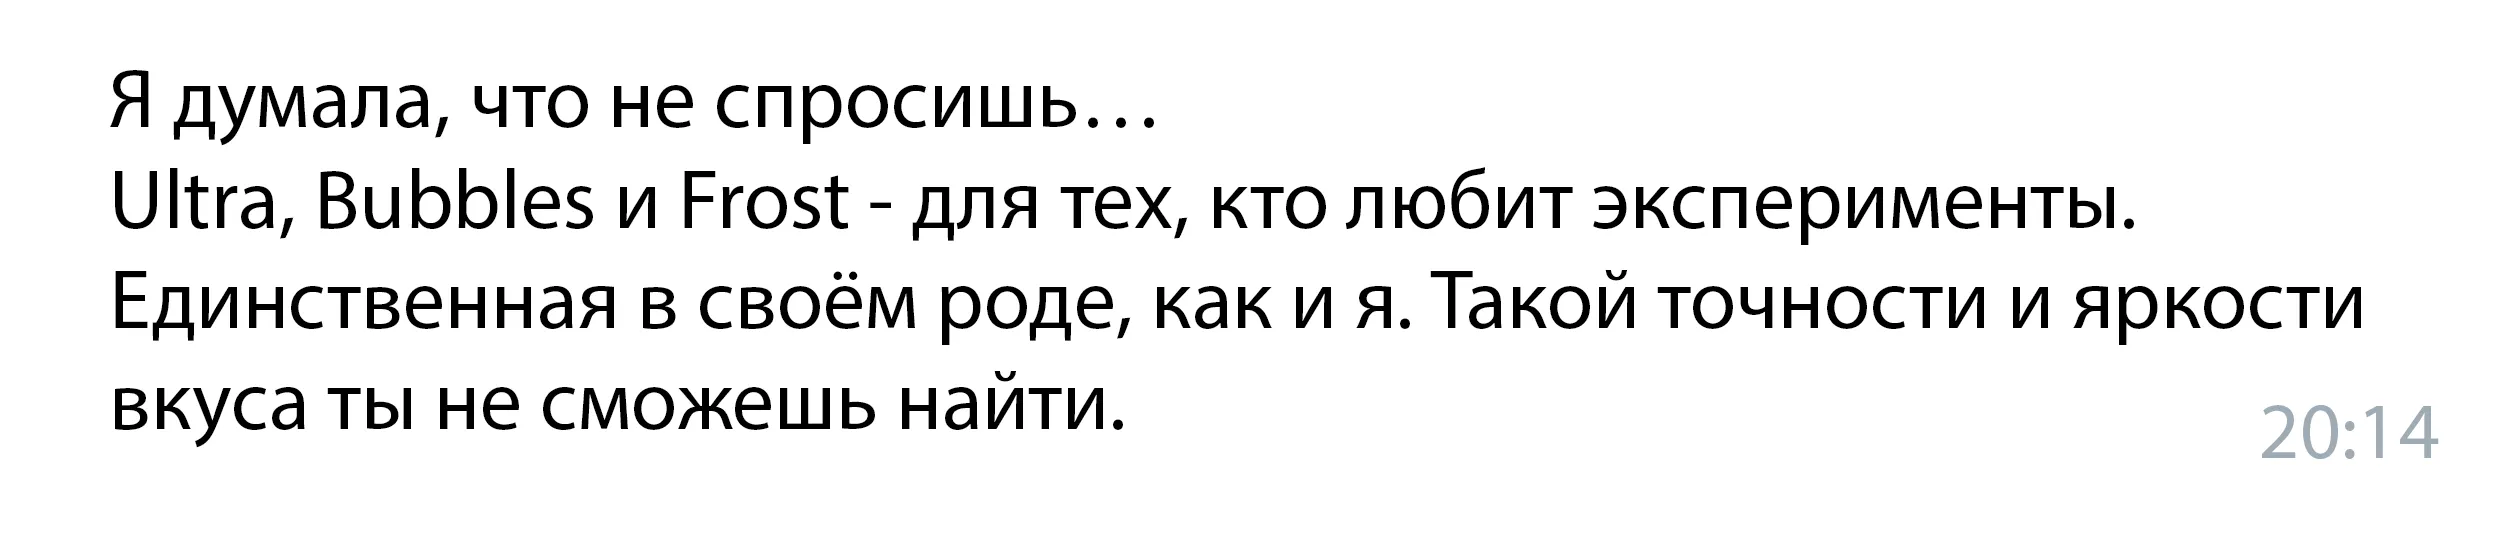 Я думала, что не спросишь...
Ultra, Bubbles и Frost - для тех, кто любит эксперименты.
Единственная в своём роде, как и я. Такой точности и яркости
вкуса ты не сможешь найти.
20:14